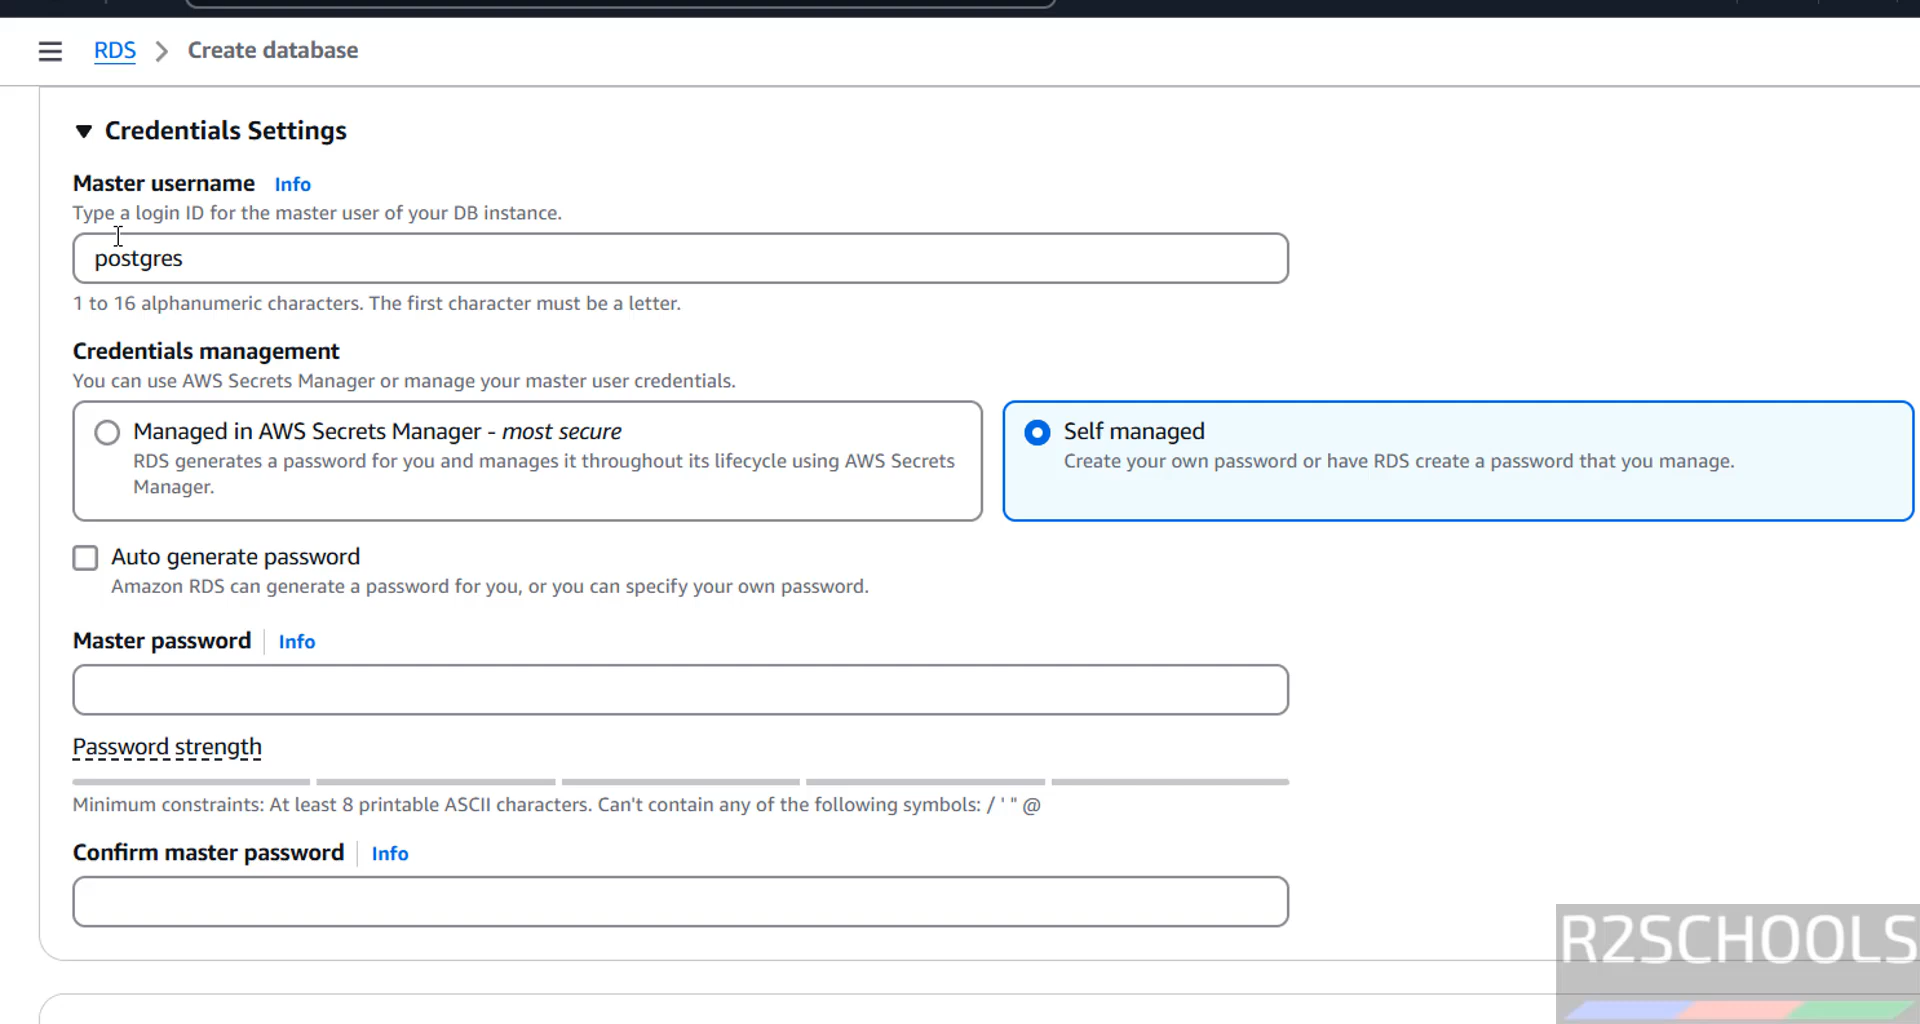 RDS > Create database
Credentials Settings
Master username Info
Type a login ID for the master user of your DB instance.
postgres
1 to 16 alphanumeric characters. The first character must be a letter.
Credentials management
You can use AWS Secrets Manager or manage your master user credentials.
Managed in AWS Secrets Manager - most secure
RDS generates a password for you and manages it throughout its lifecycle using AWS Secrets
Manager.
Self managed
Create your own password or have RDS create a password that you manage.
Auto generate password
Amazon RDS can generate a password for you, or you can specify your own password.
Master password Info
Password strength
Minimum constraints: At least 8 printable ASCII characters. Can't contain any of the following symbols: / ' " @
Confirm master password Info
R2SCHOOLS